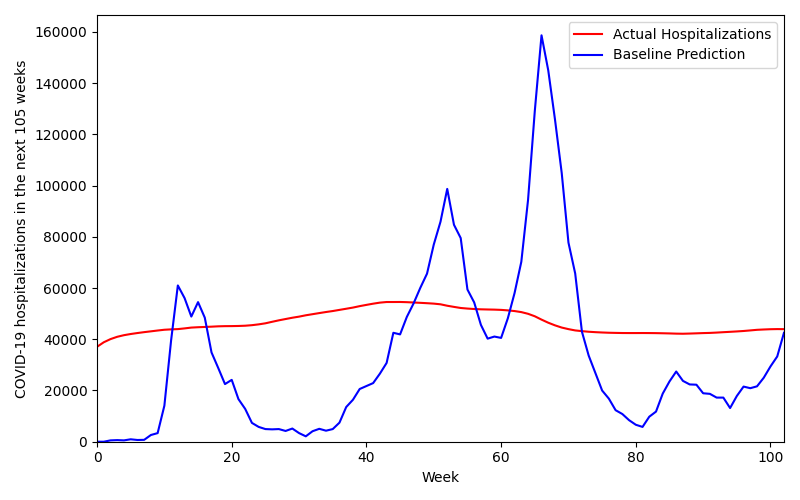 Actual Hospitalizations
Baseline Prediction
COVID-19 hospitalizations in the next 105 weeks
160000
140000
120000
100000
80000
60000
40000
20000
0
0 20 40 60 80 100
Week